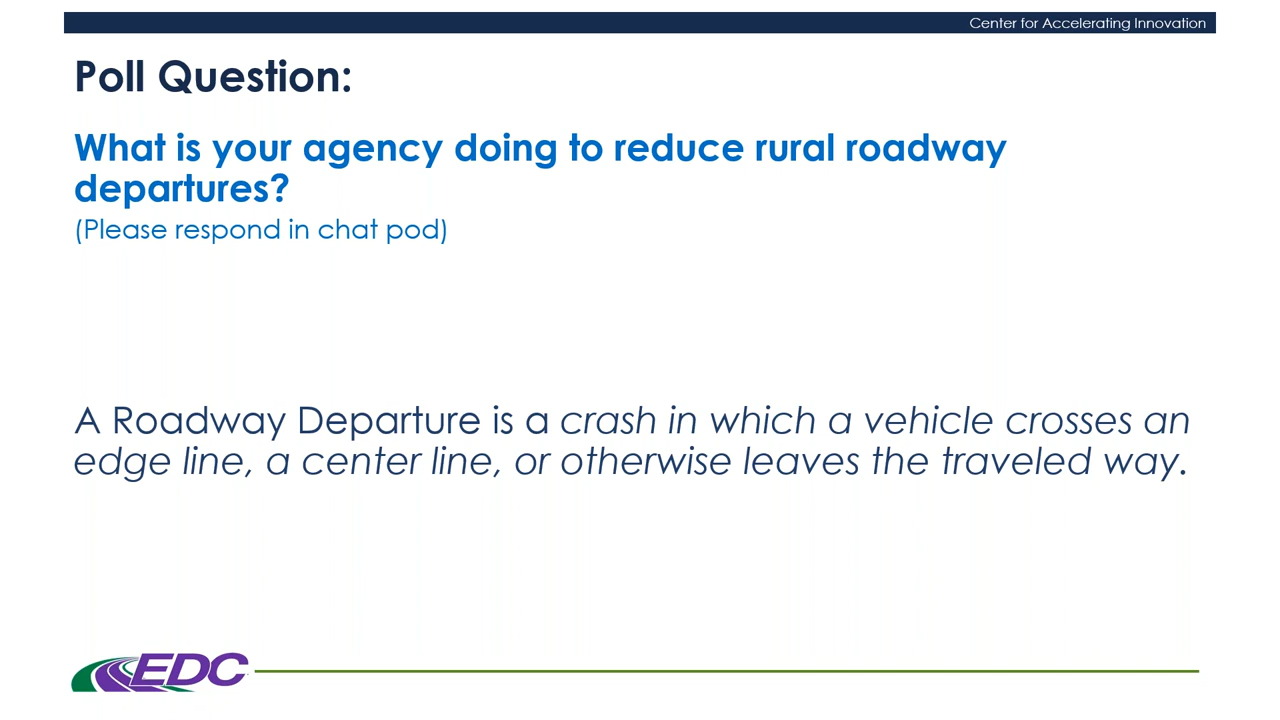 Center for Accelerating Innovation
Poll Question:
What is your agency doing to reduce rural roadway
departures?
(Please respond in chat pod)
A Roadway Departure is a crash in which a vehicle crosses an
edge line, a center line, or otherwise leaves the traveled way.
EDC